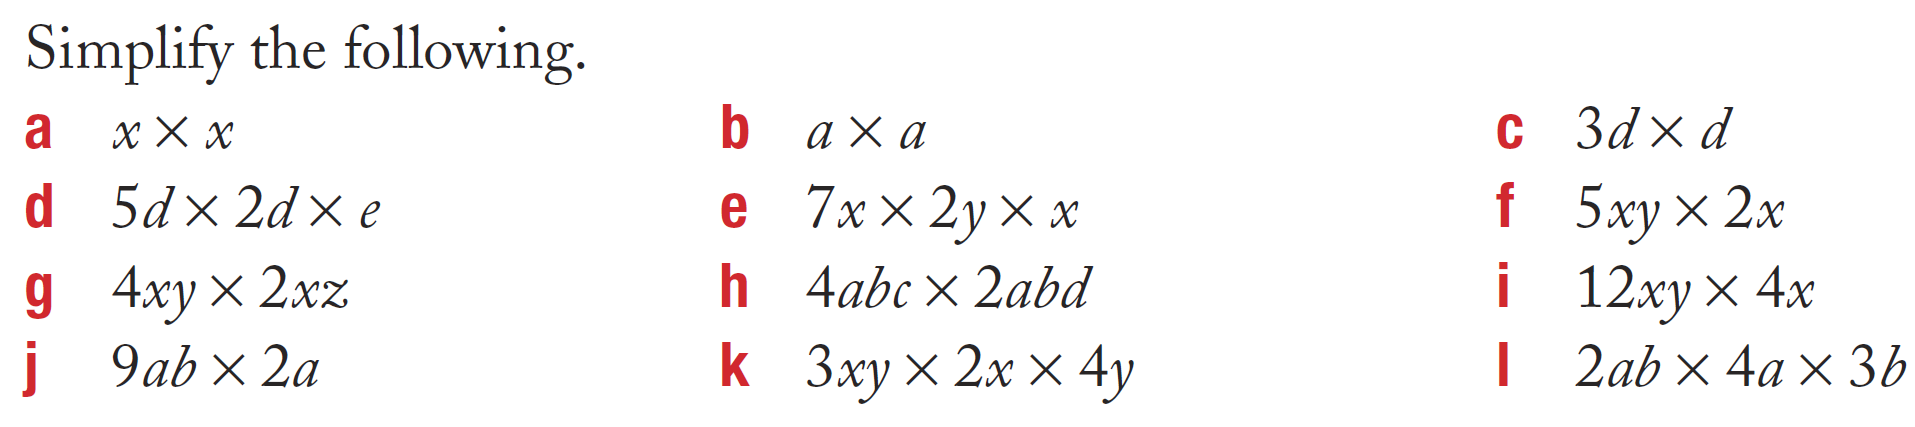 Simplify the following.
a x × x b a × a c 3d × d
d 5d × 2d × e e 7x × 2y × x f 5xy × 2x
g 4xy × 2xz h 4abc × 2abd i 12xy × 4x
j 9ab × 2a k 3xy × 2x × 4y l 2ab × 4a × 3b